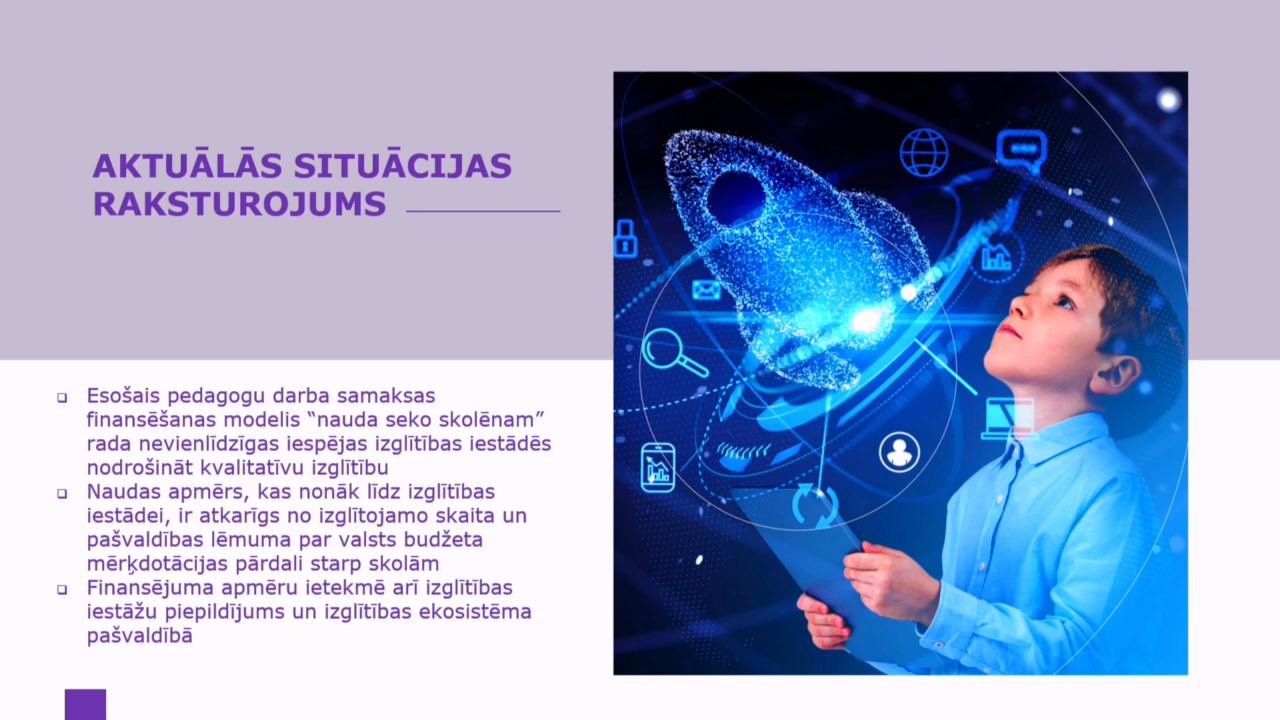 AKTUĀLĀS SITUĀCIJAS
RAKSTUROJUMS
Esošais pedagogu darba samaksas
finansēšanas modelis “nauda seko skolēnam”
rada nevienlīdzīgas iespējas izglītības iestādēs
nodrošināt kvalitatīvu izglītību
Naudas apmērs, kas nonāk līdz izglītības
iestādei, ir atkarīgs no izglītojamo skaita un
pašvaldības lēmuma par valsts budžeta
mērķdotācijas pārdali starp skolām
Finansējuma apmēru ietekmē arī izglītības
iestāžu piepildījums un izglītības ekosistēma
pašvaldībā